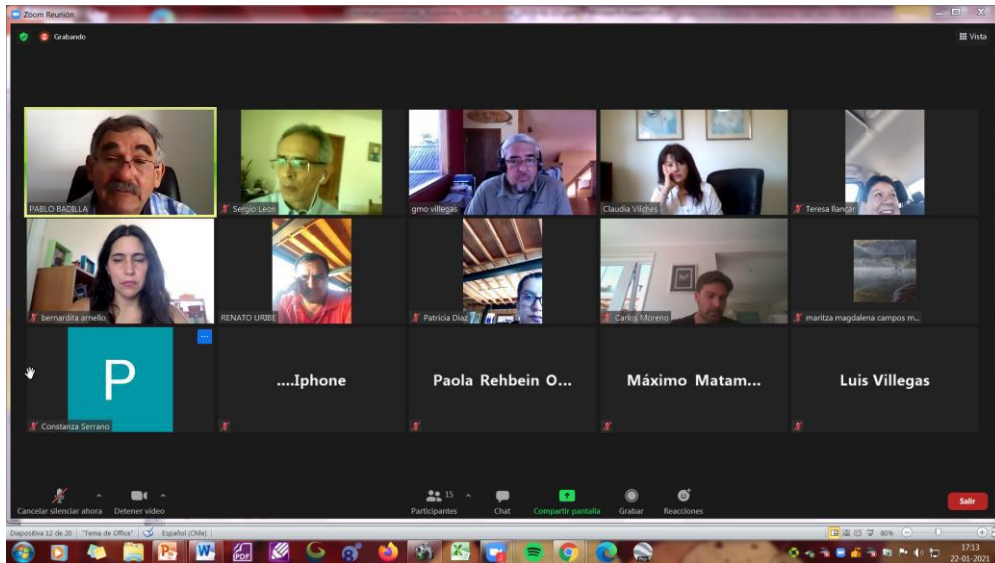 Zoom Reunión
Grabando
Vista
PABLO BADILLA
Sergio Leon
gmo villegas
Claudia Vilches
Teresa llancar
bernardita arnello
RENATO URIBE
Patricia Diaz
Carlos Moreno
maritza magdalena campos m...
P
Constanza Serrano
....Iphone
Paola Rehbein O...
Máximo Matam...
Luis Villegas
Cancelar silenciar ahora
Detener video
15
Participantes
Chat
Compartir pantalla
Grabar
Reacciones
Salir
Diapositiva 12 de 20
"Tema de Office"
Español (Chile)
80%
17:13
22-01-2021